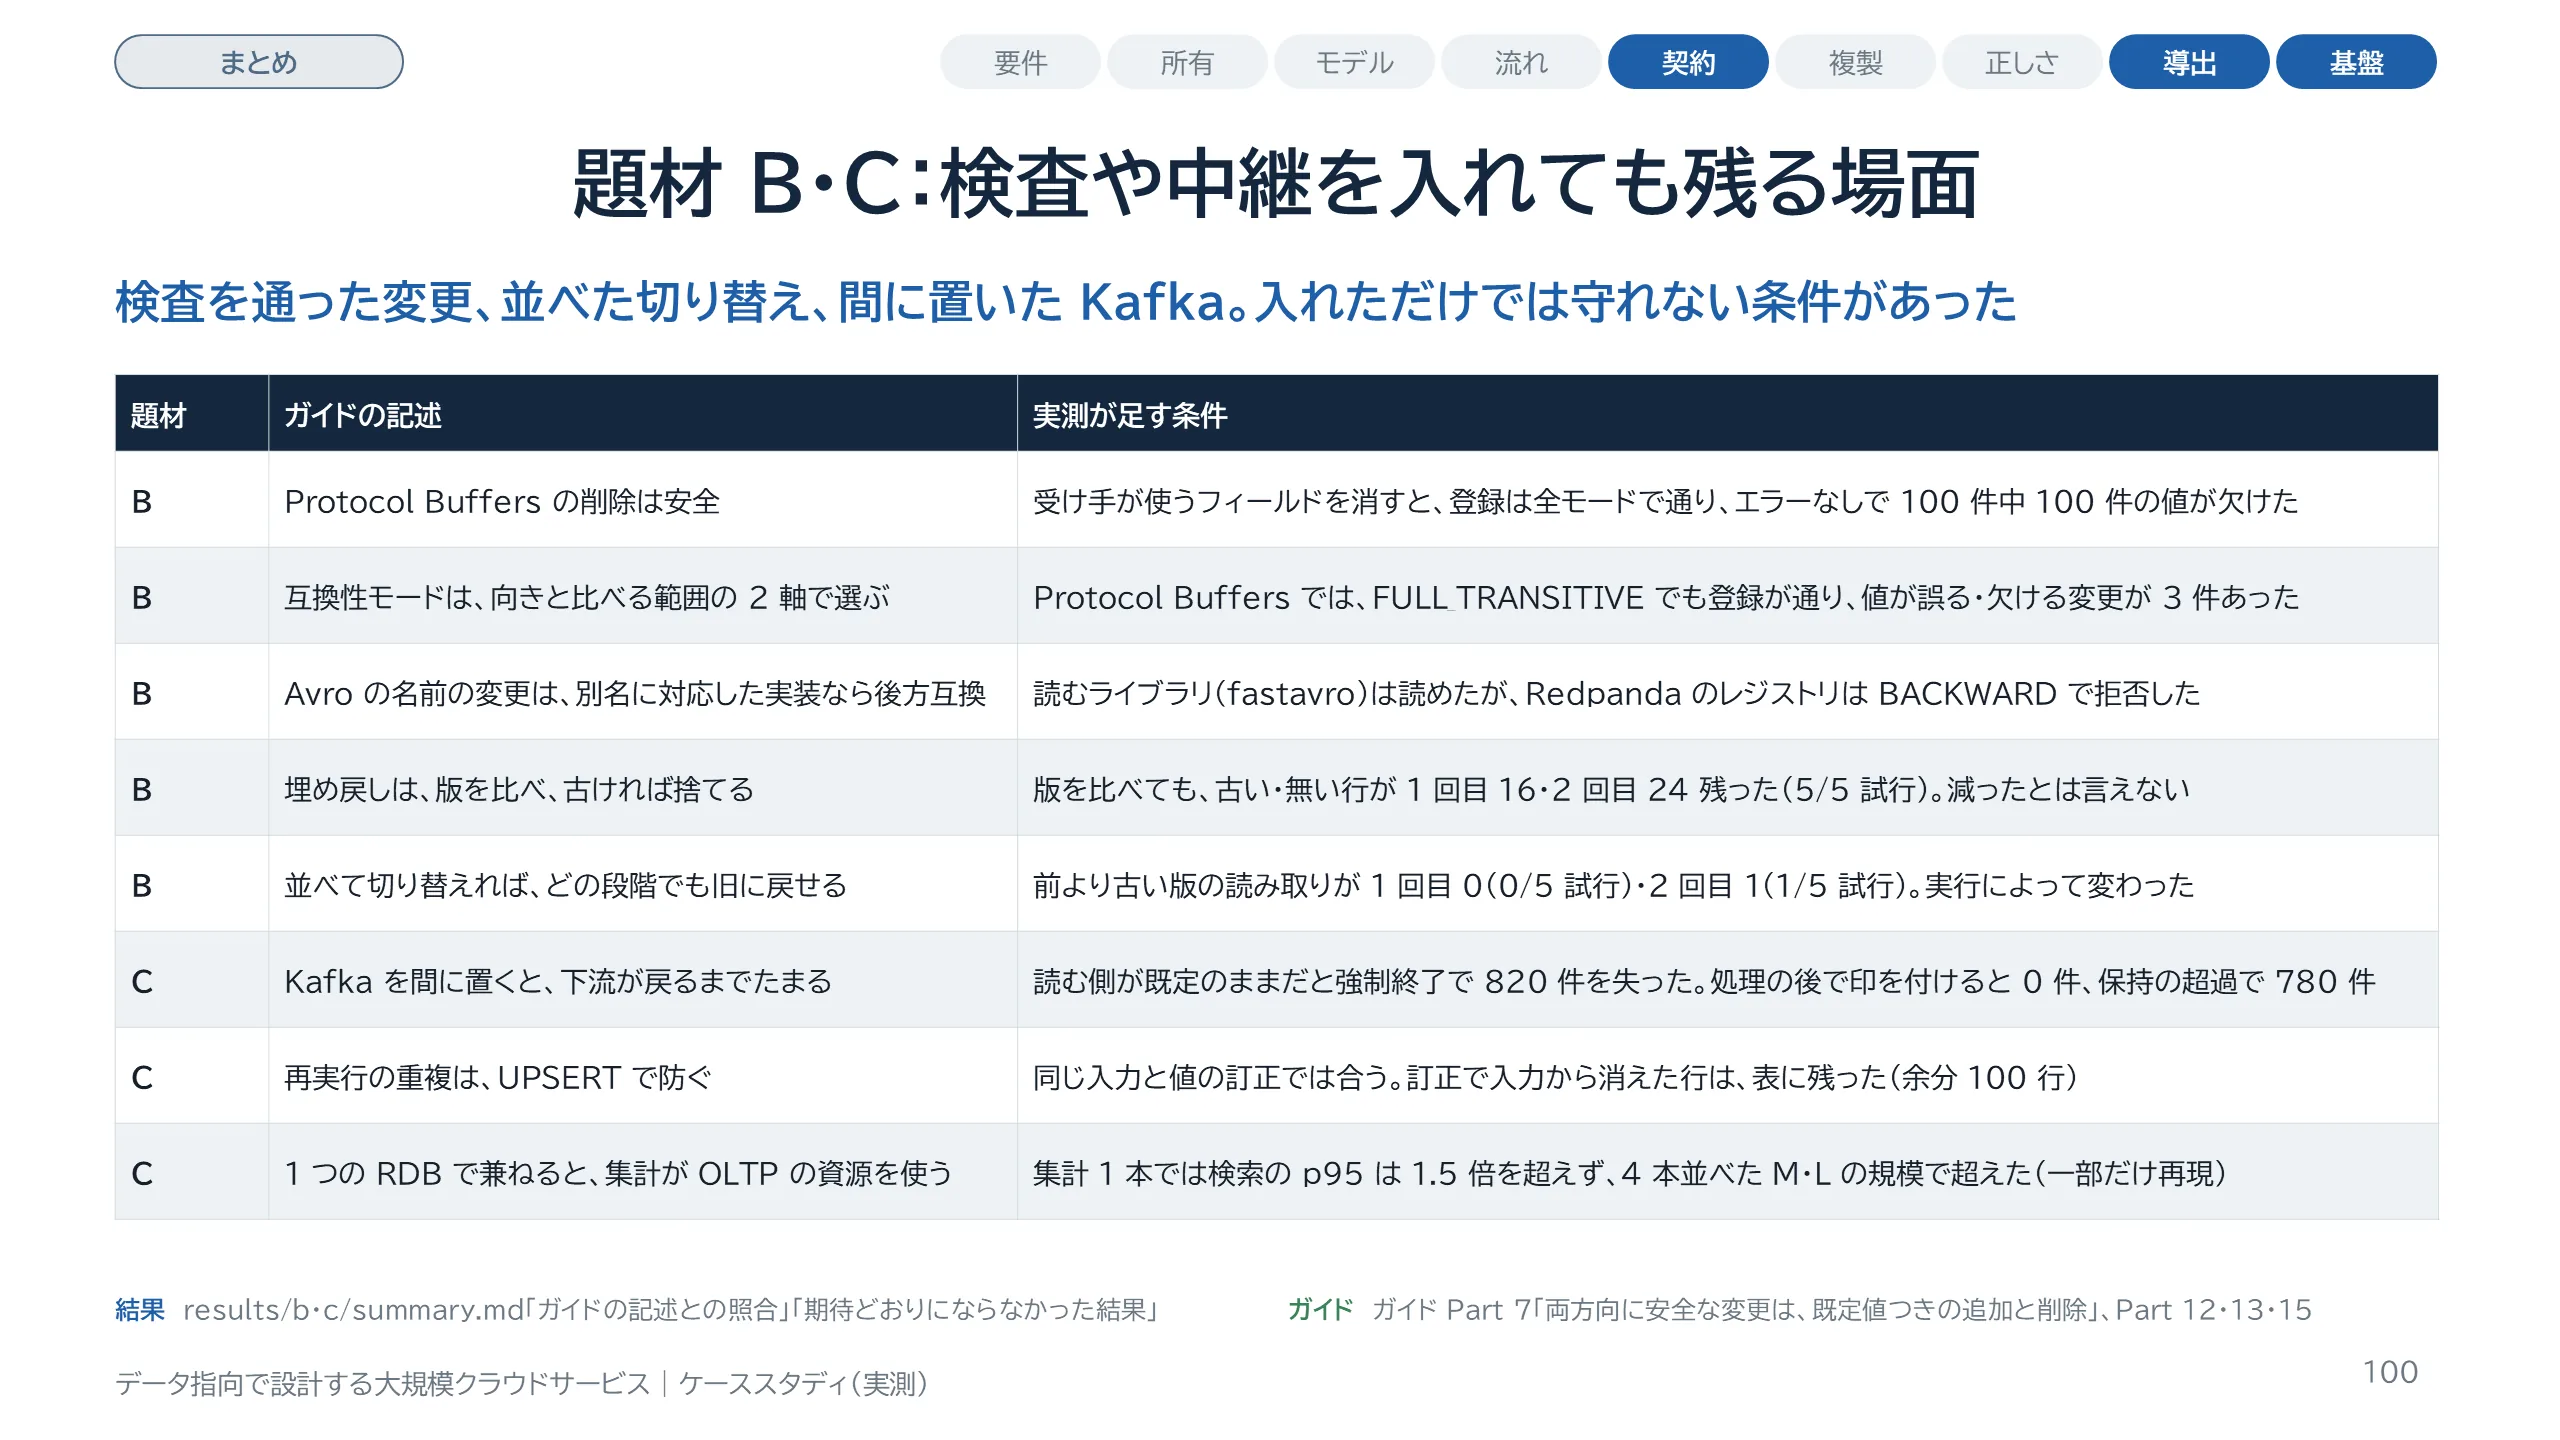 まとめ
要件 所有 モデル 流れ 契約 複製 正しさ 導出 基盤
題材 B・C：検査や中継を入れても残る場面
検査を通った変更、並べた切り替え、間に置いた Kafka。入れただけでは守れない条件があった
題材 ガイドの記述 実測が足す条件
B Protocol Buffers の削除は安全 受け手が使うフィールドを消すと、登録は全モードで通り、エラーなしで 100 件中 100 件の値が欠けた
B 互換性モードは、向きと比べる範囲の 2 軸で選ぶ Protocol Buffers では、FULL_TRANSITIVE でも登録が通り、値が誤る・欠ける変更が 3 件あった
B Avro の名前の変更は、別名に対応した実装なら後方互換 読むライブラリ（fastavro）は読めたが、Redpanda のレジストリは BACKWARD で拒否した
B 埋め戻しは、版を比べ、古ければ捨てる 版を比べても、古い・無い行が 1 回目 16・2 回目 24 残った（5/5 試行）。減ったとは言えない
B 並べて切り替えれば、どの段階でも旧に戻せる 前より古い版の読み取りが 1 回目 0（0/5 試行）・2 回目 1（1/5 試行）。実行によって変わった
C Kafka を間に置くと、下流が戻るまでたまる 読む側が既定のままだと強制終了で 820 件を失った。処理の後で印を付けると 0 件、保持の超過で 780 件
C 再実行の重複は、UPSERT で防ぐ 同じ入力と値の訂正では合う。訂正で入力から消えた行は、表に残った（余分 100 行）
C 1 つの RDB で兼ねると、集計が OLTP の資源を使う 集計 1 本では検索の p95 は 1.5 倍を超えず、4 本並べた M・L の規模で超えた（一部だけ再現）
結果 results/b・c/summary.md「ガイドの記述との照合」「期待どおりにならなかった結果」 ガイド ガイド Part 7「両方向に安全な変更は、既定値つきの追加と削除」、Part 12・13・15
データ指向で設計する大規模クラウドサービス｜ケーススタディ（実測）
100